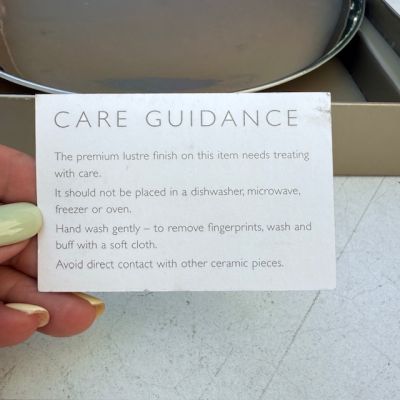 CARE GUIDANCE
The premium lustre finish on this item needs treating
with care.
It should not be placed in a dishwasher, microwave,
freezer or oven.
Hand wash gently – to remove fingerprints, wash and
buff with a soft cloth.
Avoid direct contact with other ceramic pieces.